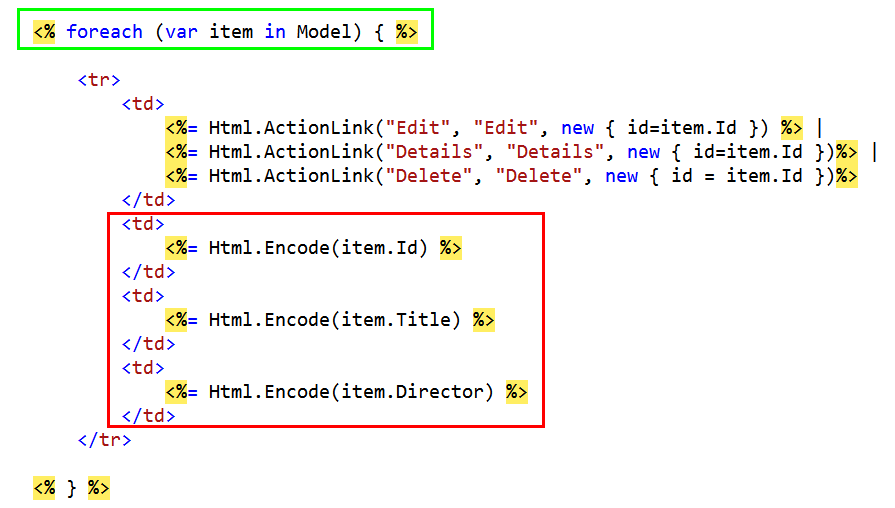 <% foreach (var item in Model) { %>
<tr>
<td>
<%= Html.ActionLink("Edit", "Edit", new { id=item.Id }) %> |
<%= Html.ActionLink("Details", "Details", new { id=item.Id })%> |
<%= Html.ActionLink("Delete", "Delete", new { id = item.Id })%>
</td>
<td>
<%= Html.Encode(item.Id) %>
</td>
<td>
<%= Html.Encode(item.Title) %>
</td>
<td>
<%= Html.Encode(item.Director) %>
</td>
</tr>
<% } %>